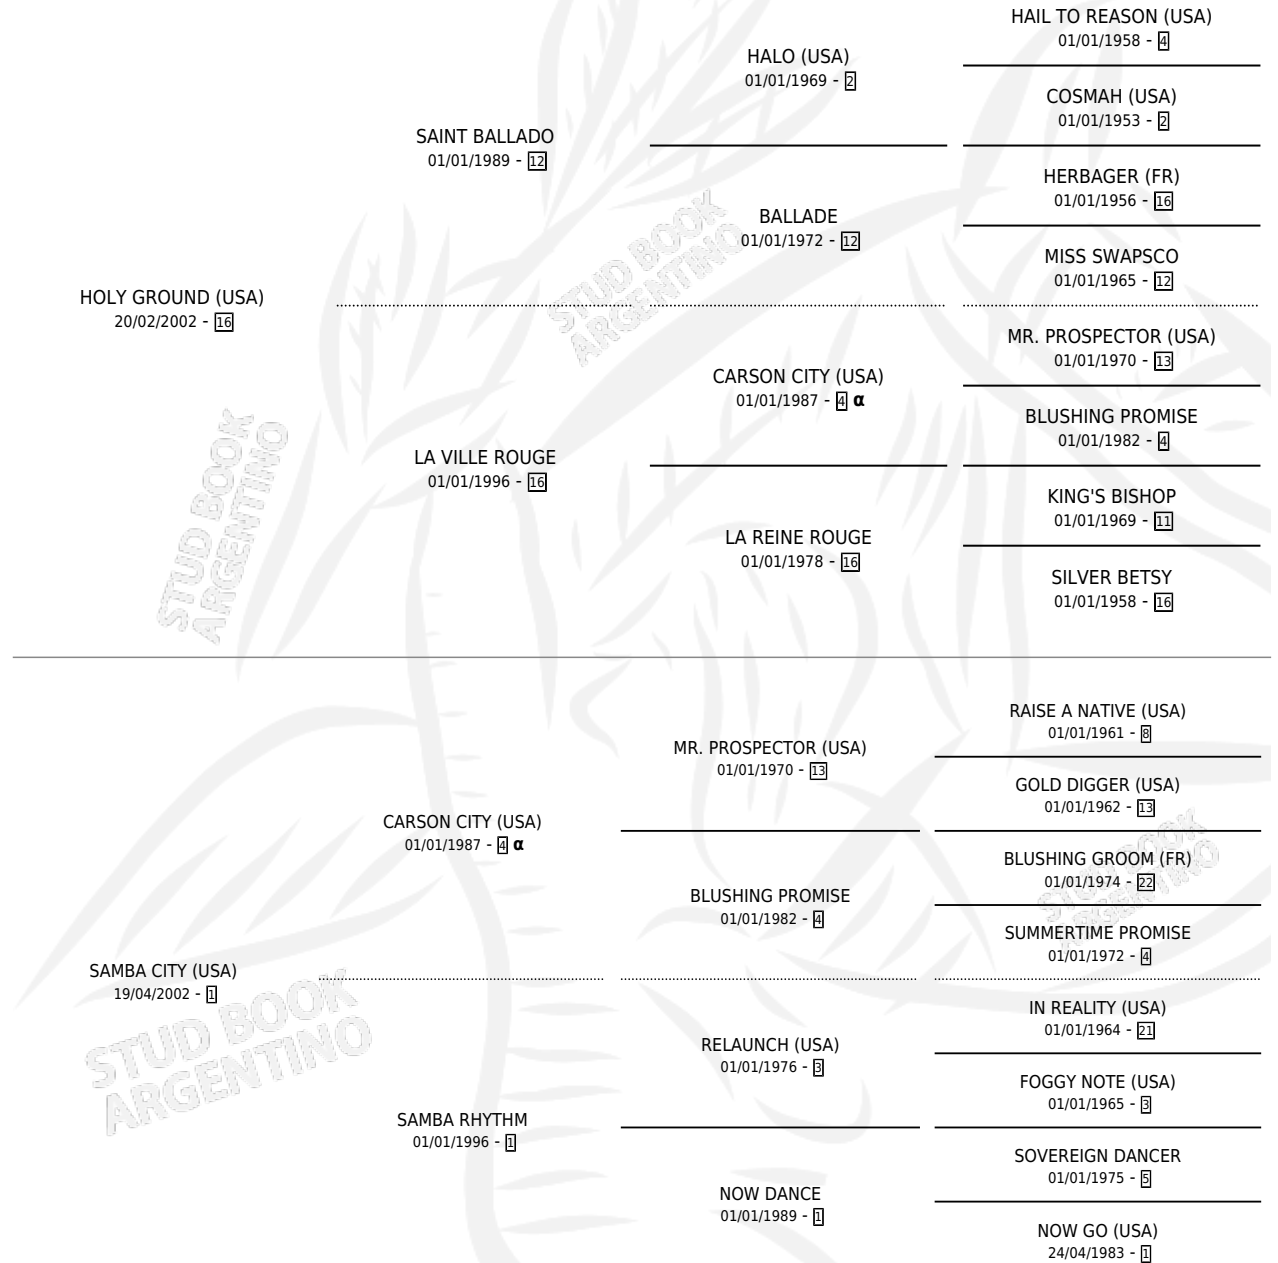 HAIL TO REASON (USA)
01/01/1958 - 4
HALO (USA)
01/01/1969 - 2
COSMAH (USA)
01/01/1953 - 2
SAINT BALLADO
01/01/1989 - 12
HERBAGER (FR)
01/01/1956 - 16
BALLADE
01/01/1972 - 12
MISS SWAPSCO
01/01/1965 - 12
HOLY GROUND (USA)
20/02/2002 - 16
MR. PROSPECTOR (USA)
01/01/1970 - 13
CARSON CITY (USA)
01/01/1987 - 4 α
BLUSHING PROMISE
01/01/1982 - 4
LA VILLE ROUGE
01/01/1996 - 16
KING'S BISHOP
01/01/1969 - 11
LA REINE ROUGE
01/01/1978 - 16
SILVER BETSY
01/01/1958 - 16
STUD BOOK
ARGENTINO
STUD BOOK
ARGENTINO
RAISE A NATIVE (USA)
01/01/1961 - 8
MR. PROSPECTOR (USA)
01/01/1970 - 13
GOLD DIGGER (USA)
01/01/1962 - 13
CARSON CITY (USA)
01/01/1987 - 4 α
BLUSHING GROOM (FR)
01/01/1974 - 22
BLUSHING PROMISE
01/01/1982 - 4
SUMMERTIME PROMISE
01/01/1972 - 4
SAMBA CITY (USA)
19/04/2002 - 1
IN REALITY (USA)
01/01/1964 - 21
RELAUNCH (USA)
01/01/1976 - 3
FOGGY NOTE (USA)
01/01/1965 - 3
SAMBA RHYTHM
01/01/1996 - 1
SOVEREIGN DANCER
01/01/1975 - 5
NOW DANCE
01/01/1989 - 1
NOW GO (USA)
24/04/1983 - 1
STUD BOOK
ARGENTINO
STUD BOOK
ARGENTINO